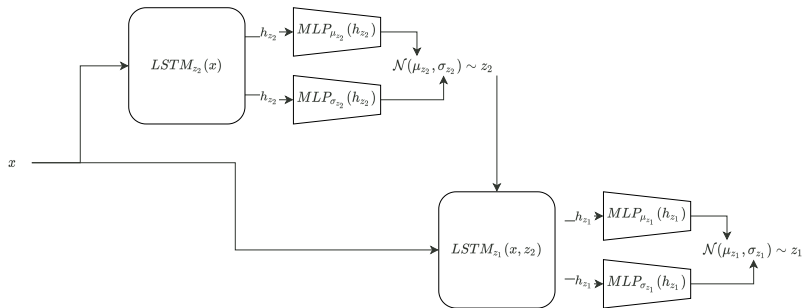 $h_{z_2}$ $MLP_{\mu_{z_2}}(h_{z_2})$
$LSTM_{z_2}(x)$
$\mathcal{N}(\mu_{z_2}, \sigma_{z_2}) \sim z_2$
$h_{z_2}$ $MLP_{\sigma_{z_2}}(h_{z_2})$
$x$
$h_{z_1}$ $MLP_{\mu_{z_1}}(h_{z_1})$
$LSTM_{z_1}(x, z_2)$
$\mathcal{N}(\mu_{z_1}, \sigma_{z_1}) \sim z_1$
$h_{z_1}$ $MLP_{\sigma_{z_1}}(h_{z_1})$